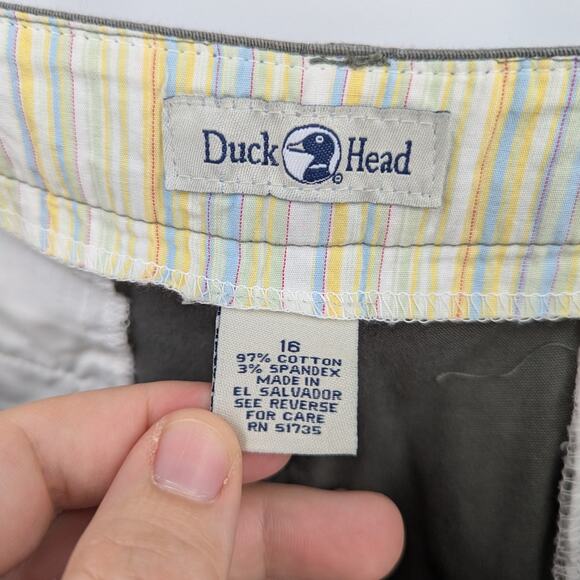 Duck Head
16
97% COTTON
3% SPANDEX
MADE IN
EL SALVADOR
SEE REVERSE
FOR CARE
RN 51735